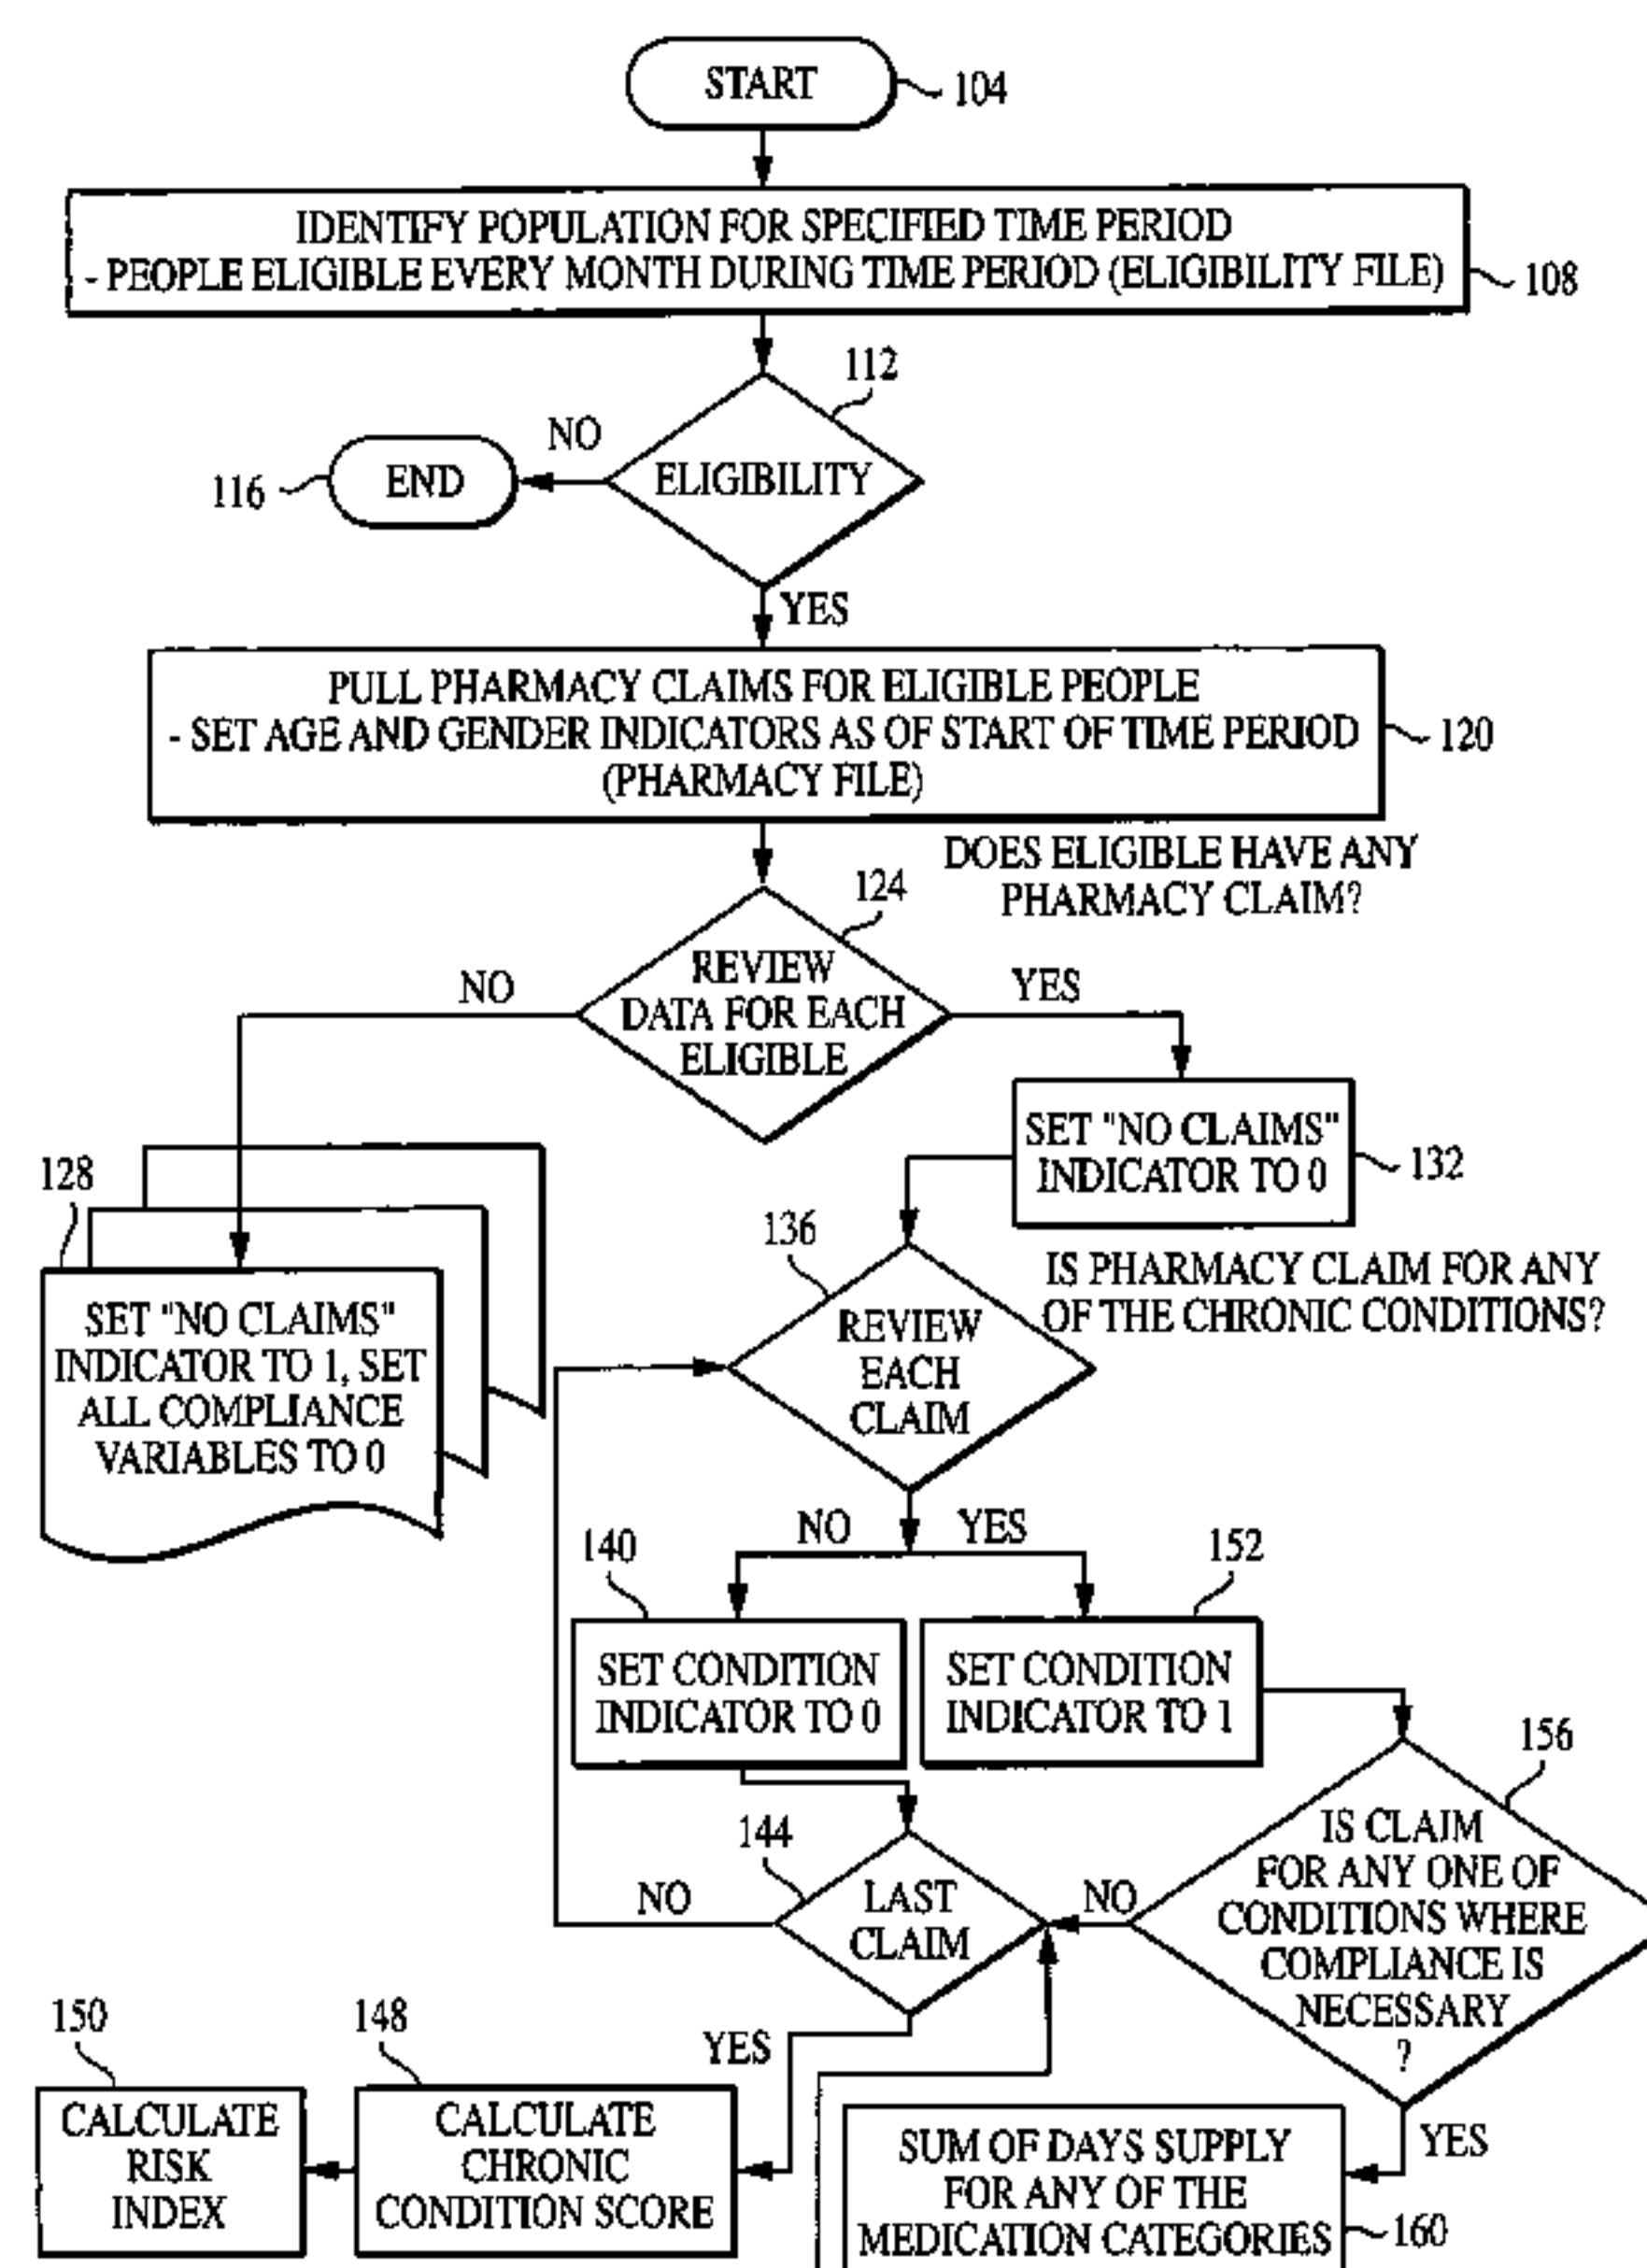 START
104
IDENTIFY POPULATION FOR SPECIFIED TIME PERIOD
- PEOPLE ELIGIBLE EVERY MONTH DURING TIME PERIOD (ELIGIBILITY FILE)
108
112
NO
ELIGIBILITY
END
116
YES
PULL PHARMACY CLAIMS FOR ELIGIBLE PEOPLE
- SET AGE AND GENDER INDICATORS AS OF START OF TIME PERIOD
(PHARMACY FILE)
120
DOES ELIGIBLE HAVE ANY
PHARMACY CLAIM?
124
NO
REVIEW
DATA FOR EACH
ELIGIBLE
YES
SET "NO CLAIMS"
INDICATOR TO 0
132
128
SET "NO CLAIMS"
INDICATOR TO 1, SET
ALL COMPLIANCE
VARIABLES TO 0
136
IS PHARMACY CLAIM FOR ANY
OF THE CHRONIC CONDITIONS?
REVIEW
EACH
CLAIM
NO
YES
140
152
SET CONDITION
INDICATOR TO 0
SET CONDITION
INDICATOR TO 1
156
IS CLAIM
FOR ANY ONE OF
CONDITIONS WHERE
COMPLIANCE IS
NECESSARY
?
144
NO
LAST
CLAIM
NO
YES
150
148
CALCULATE
RISK
INDEX
CALCULATE
CHRONIC
CONDITION SCORE
YES
SUM OF DAYS SUPPLY
FOR ANY OF THE
MEDICATION CATEGORIES
160